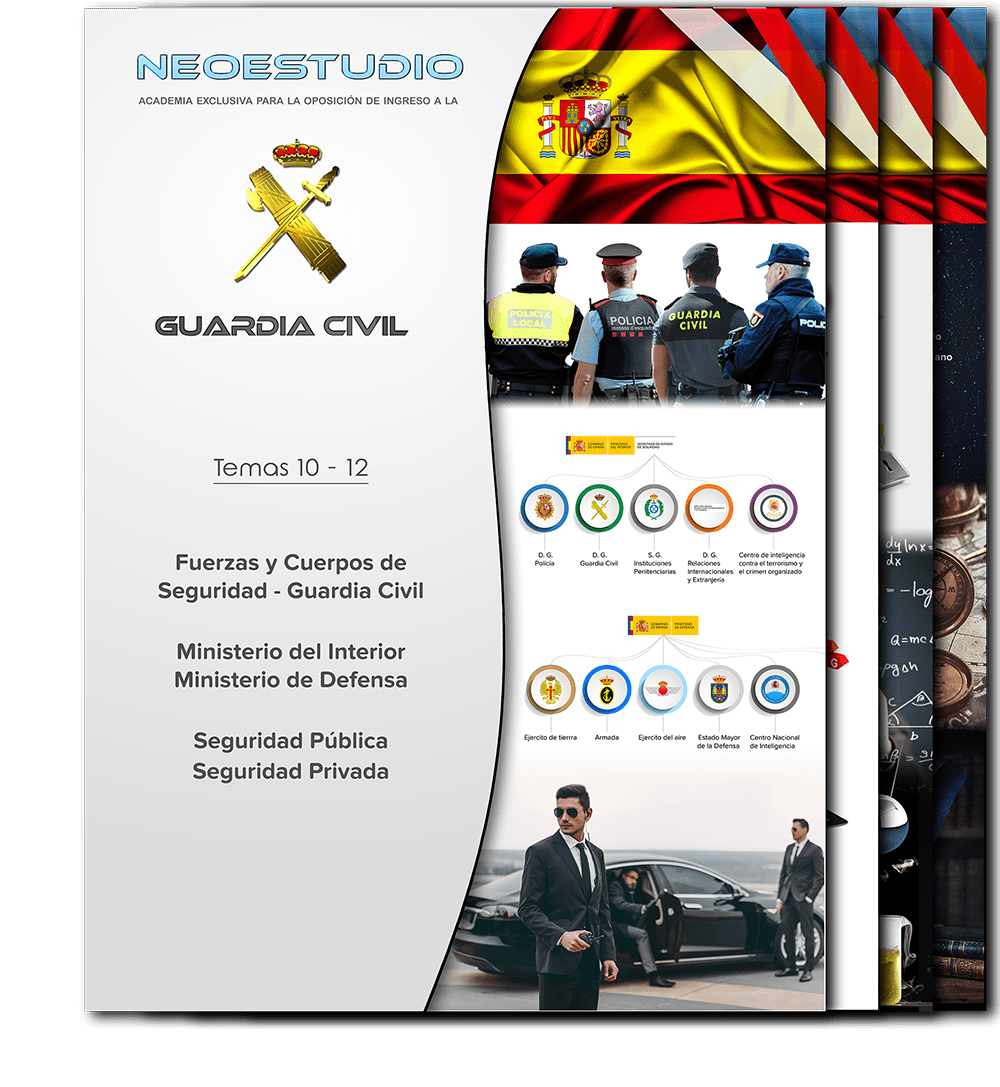 NEOESTUDIO
ACADEMIA EXCLUSIVA PARA LA OPOSICIÓN DE INGRESO A LA
GUARDIA CIVIL
Temas 10 - 12
Fuerzas y Cuerpos de
Seguridad - Guardia Civil
Ministerio del Interior
Ministerio de Defensa
Seguridad Pública
Seguridad Privada
POLICIA
LOCAL
POLICIA
mossos d'esquadra
GUARDIA
CIVIL
POLIC
GOBIERNO
DE ESPAÑA
MINISTERIO
DEL INTERIOR
SECRETARÍA DE ESTADO
DE SEGURIDAD
D. G.
Policía
D. G.
Guardia Civil
S. G.
Instituciones
Penitenciarias
D. G.
Relaciones
Internacionales
y Extranjería
Centro de inteligencia
contra el terrorismo y
el crimen organizado
GOBIERNO
DE ESPAÑA
MINISTERIO
DE DEFENSA
Ejercito de tierrra
Armada
Ejercito del aire
Estado Mayor
de la Defensa
Centro Nacional
de Inteligencia
o
ano
G
dy lnx=
dx
= -log
Q=mc
pgΔh
c
A
b